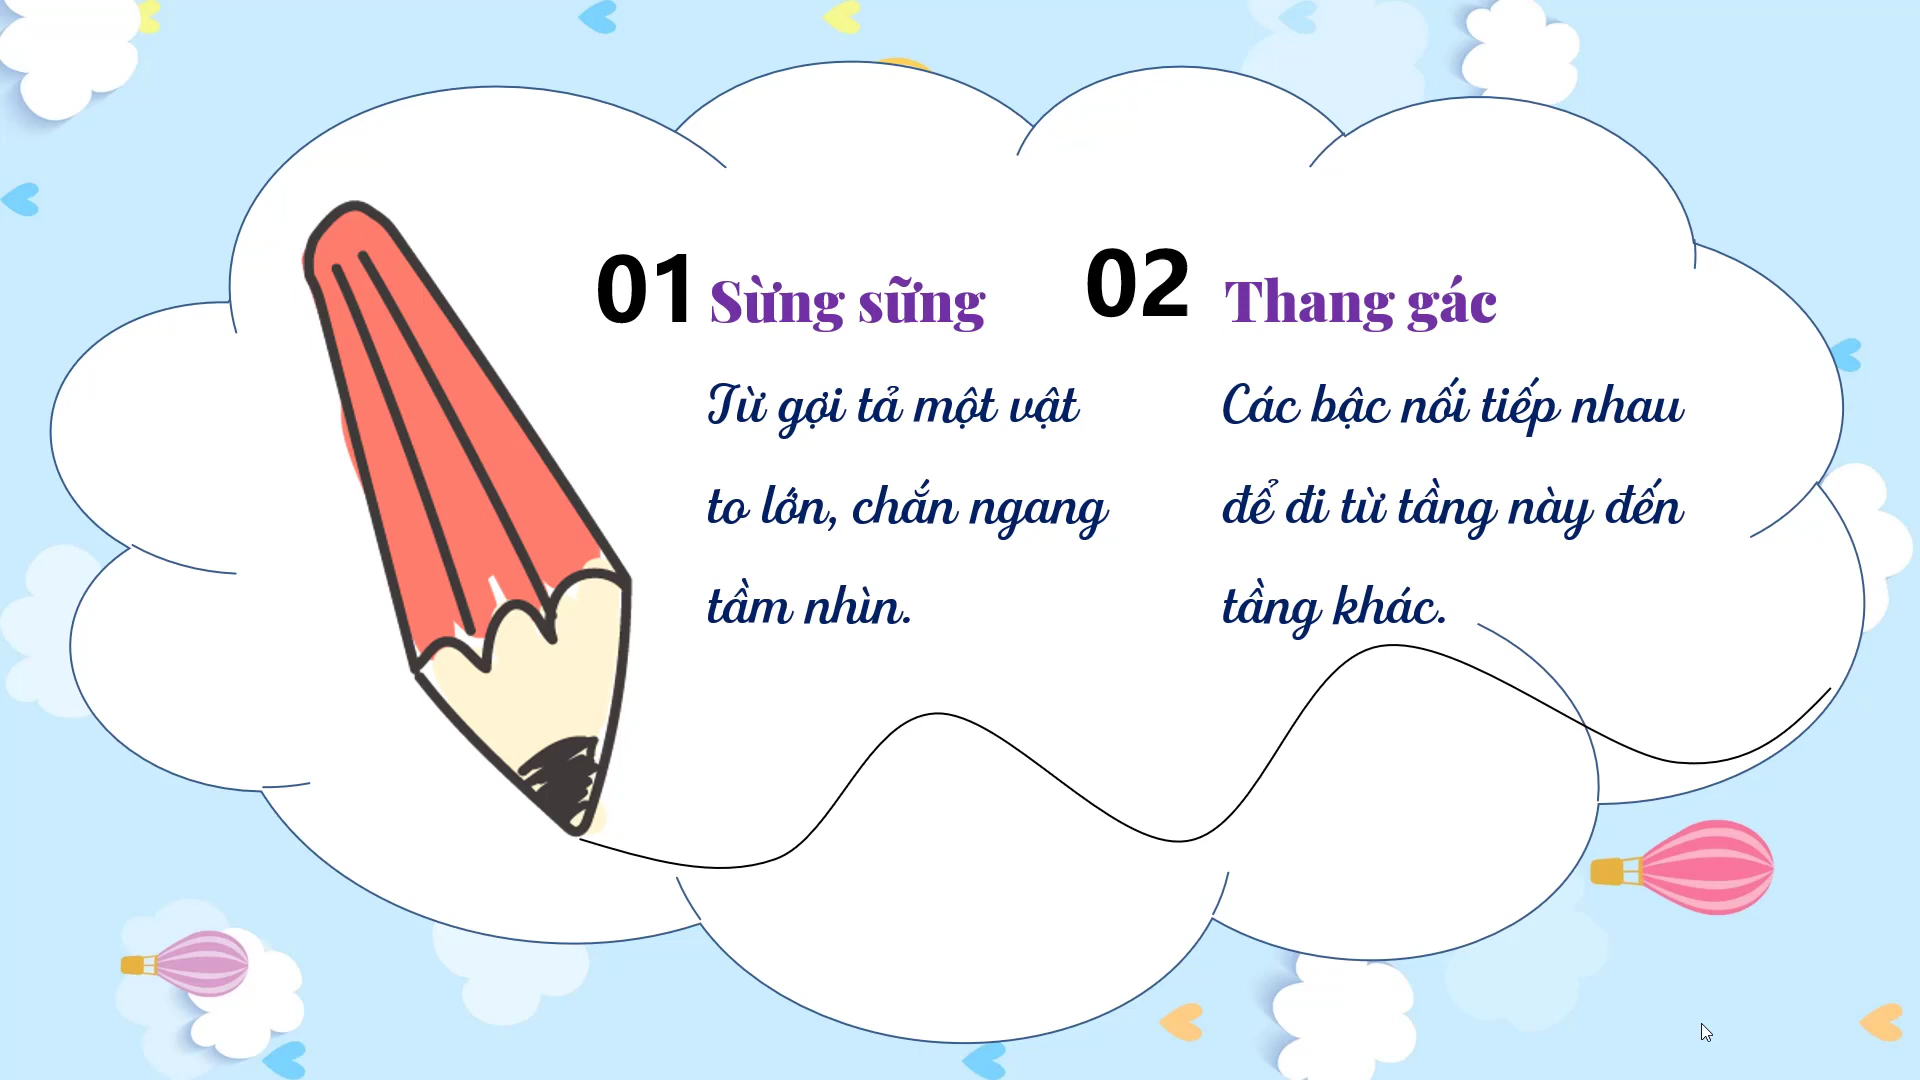 01 Sừng sững
Từ gợi tả một vật
to lớn, chắn ngang
tầm nhìn.
02 Thang gác
Các bậc nối tiếp nhau
để đi từ tầng này đến
tầng khác.